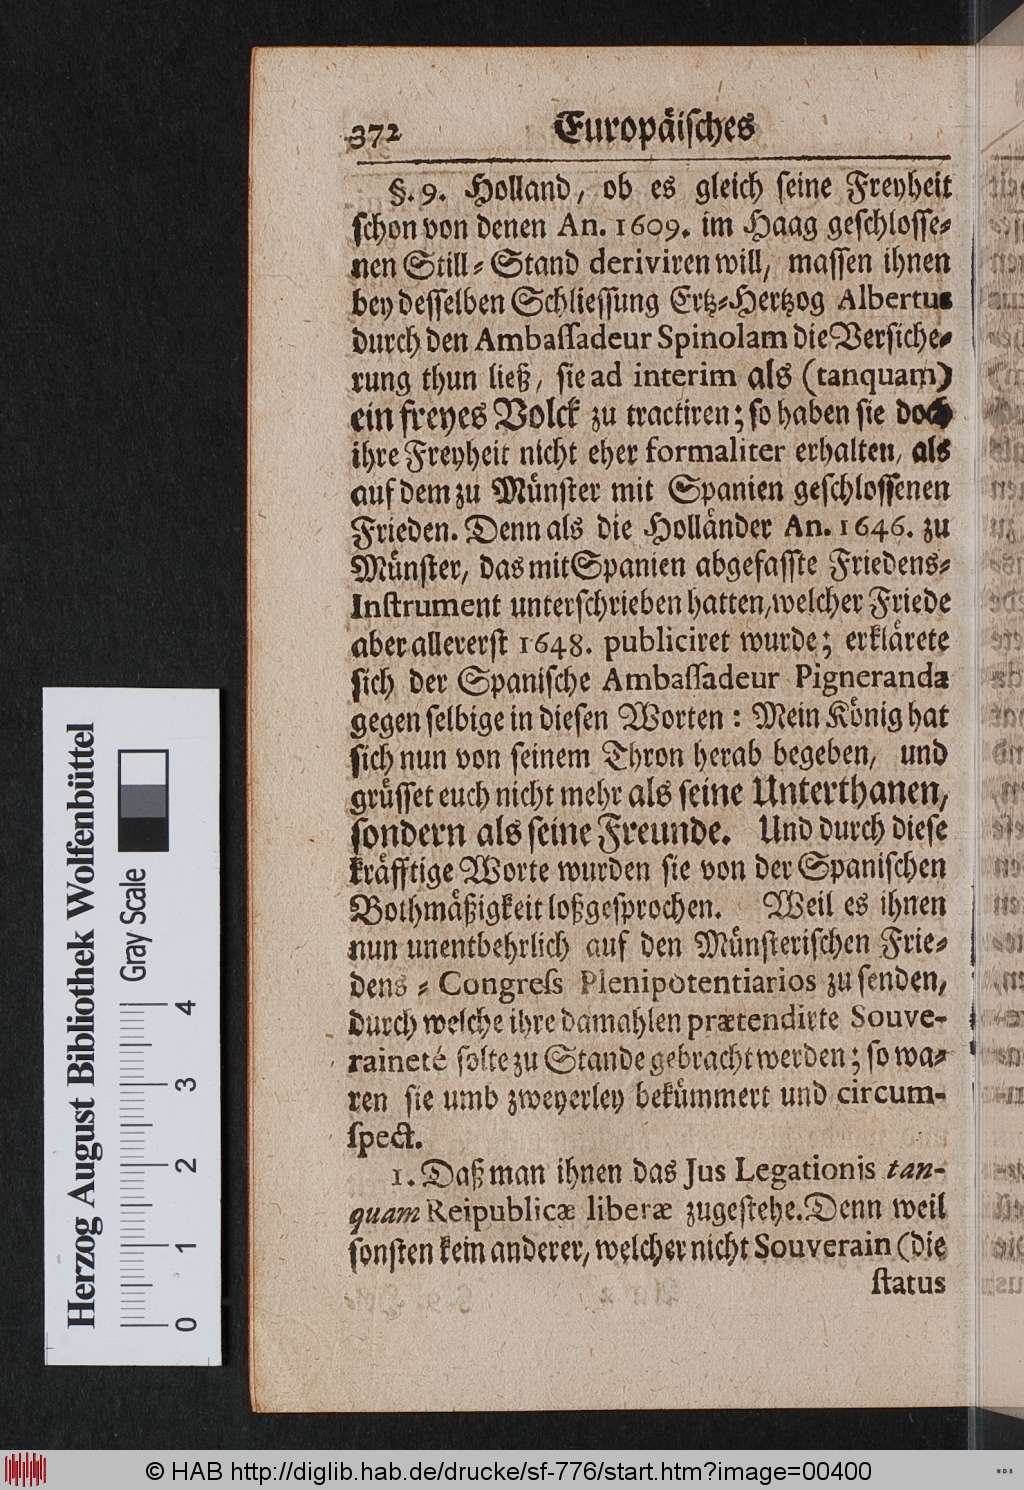 372 Europäisches
§. 9. Holland, ob es gleich seine Freyheit
schon von denen An. 1609. im Haag geschlosse-
nen Still-Stand deriviren will, massen ihnen
bey desselben Schliessung Ertz-Hertzog Albertus
durch den Ambassadeur Spinolam die Versiche-
rung thun ließ, sie ad interim als (tanquam)
ein freyes Volck zu tractiren; so haben sie doch
ihre Freyheit nicht eher formaliter erhalten, als
auf dem zu Münster mit Spanien geschlossenen
Frieden. Denn als die Holländer An. 1646. zu
Münster, das mit Spanien abgefasste Friedens-
Instrument unterschrieben hatten, welcher Friede
aber allererst 1648. publiciret wurde; erklärete
sich der Spanische Ambassadeur Pigneranda
gegen selbige in diesen Worten: Mein König hat
sich nun von seinem Thron herab begeben, und
grüsset euch nicht mehr als seine Unterthanen,
sondern als seine Freunde. Und durch diese
kräfftige Worte wurden sie von der Spanischen
Bothmäßigkeit loßgesprochen. Weil es ihnen
nun unentbehrlich auf den Münsterischen Frie-
dens-Congress Plenipotentiarios zu senden,
durch welche ihre damahlen prætendirte Souve-
raineté solte zu Stande gebracht werden; so wa-
ren sie umb zweyerley bekümmert und circum-
spect.
1. Daß man ihnen das Jus Legationis tan-
quam Reipublicæ liberæ zugestehe. Denn weil
sonsten kein anderer, welcher nicht Souverain (die
status
Herzog August Bibliothek Wolfenbüttel
Gray Scale
0 1 2 3 4
© HAB http://diglib.hab.de/drucke/sf-776/start.htm?image=00400